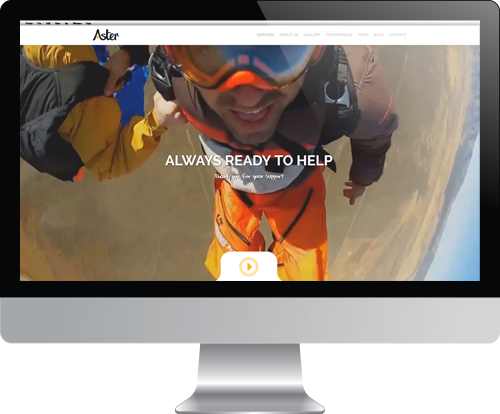 Aster
SERVICES ABOUT US GALLERY TESTIMONIALS TEAM BLOG CONTACT
ALWAYS READY TO HELP
Thank you for your support